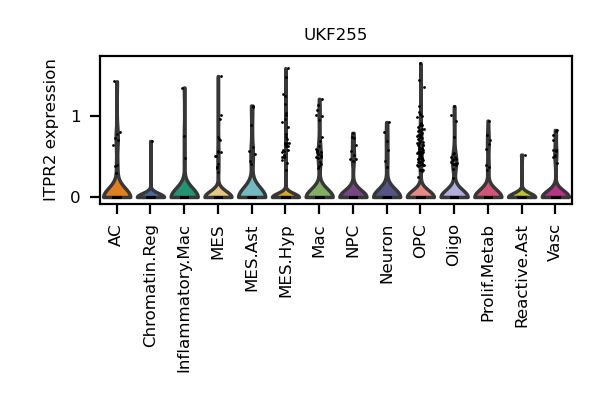 UKF255
ITPR2 expression
1
0
AC
Chromatin.Reg
Inflammatory.Mac
MES
MES.Ast
MES.Hyp
Mac
NPC
Neuron
OPC
Oligo
Prolif.Metab
Reactive.Ast
Vasc